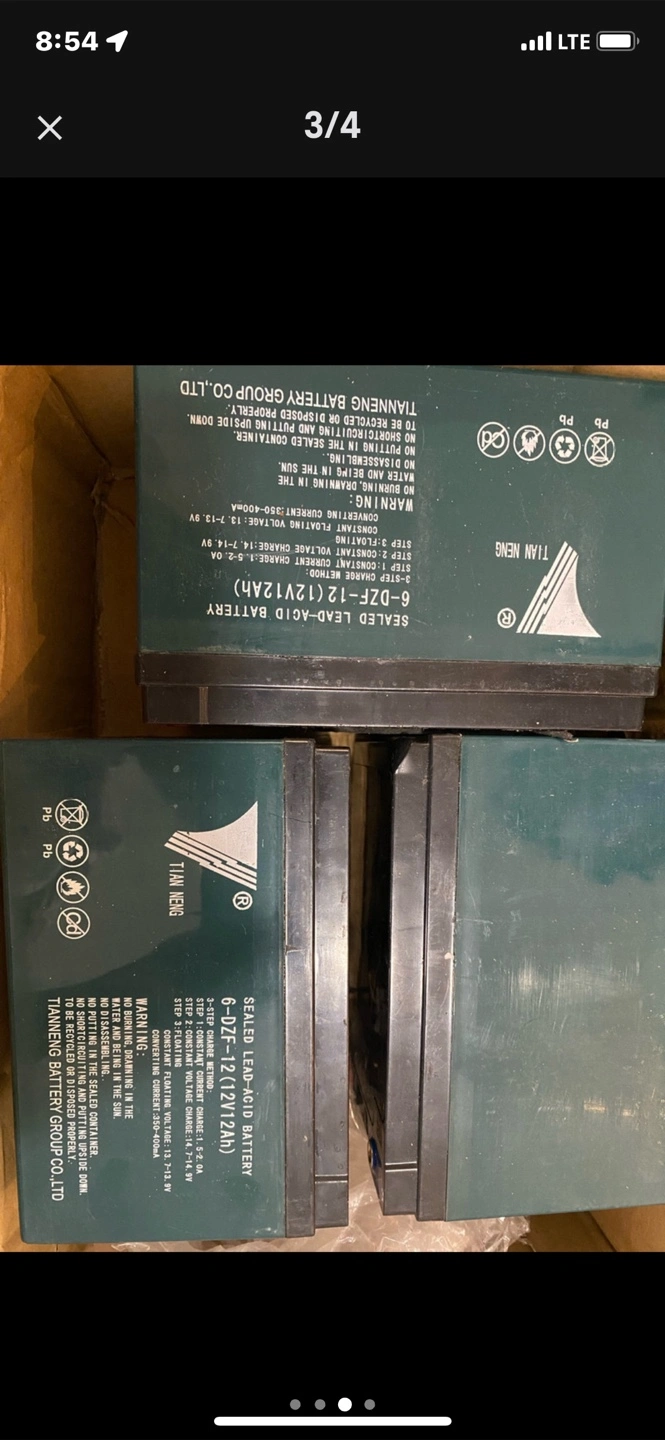 8:54
LTE
3/4
SEALED LEAD-ACID BATTERY
6-DZF-12(12V12Ah)
3-STEP CHARGE METHOD:
STEP 1:CONSTANT CURRENT CHARGE:1.5-2.0A
STEP 2:CONSTANT VOLTAGE CHARGE:14.7-14.9V
STEP 3:FLOATING
CONSTANT FLOATING VOLTAGE:13.7-13.9V
CONVERTING CURRENT:350-400mA
WARNING:
NO BURNING, DRAWNING IN THE
WATER AND BEING IN THE SUN.
NO DISASSEMBLING..
NO PUTTING IN THE SEALED CONTAINER.
NO SHORTCIRCUITING AND PUTTING UPSIDE DOWN.
TO BE RECYCLED OR DISPOSED PROPERLY.
TIANNENG BATTERY GROUP CO.,LTD
®
TIAN NENG
Pb
Pb
Cd
®
TIAN NENG
Pb
Pb
Cd
SEALED LEAD-ACID BATTERY
6-DZF-12(12V12Ah)
3-STEP CHARGE METHOD:
STEP 1:CONSTANT CURRENT CHARGE:1.5-2.0A
STEP 2:CONSTANT VOLTAGE CHARGE:14.7-14.9V
STEP 3:FLOATING
CONSTANT FLOATING VOLTAGE:13.7-13.9V
CONVERTING CURRENT:350-400mA
WARNING:
NO BURNING, DRAWNING IN THE
WATER AND BEING IN THE SUN.
NO DISASSEMBLING..
NO PUTTING IN THE SEALED CONTAINER.
NO SHORTCIRCUITING AND PUTTING UPSIDE DOWN.
TO BE RECYCLED OR DISPOSED PROPERLY.
TIANNENG BATTERY GROUP CO.,LTD